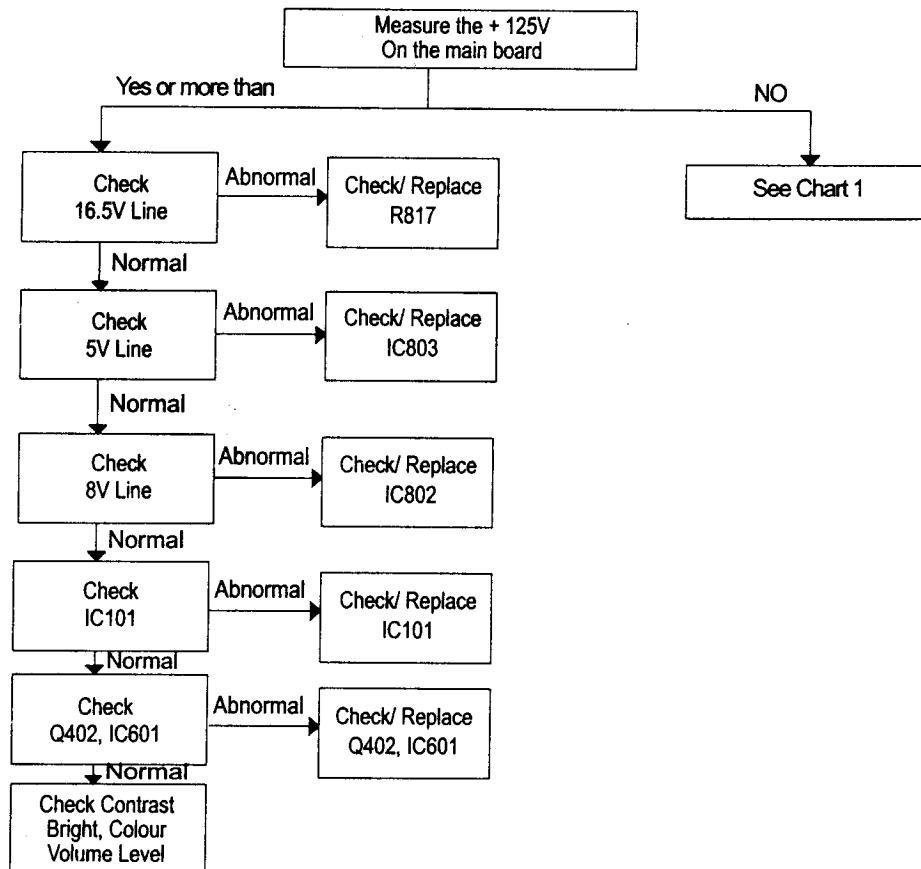 Measure the + 125V
On the main board
Yes or more than
NO
Check
16.5V Line
Abnormal
Check/ Replace
R817
See Chart 1
Normal
Check
5V Line
Abnormal
Check/ Replace
IC803
Normal
Check
8V Line
Abnormal
Check/ Replace
IC802
Normal
Check
IC101
Abnormal
Check/ Replace
IC101
Normal
Check
Q402, IC601
Abnormal
Check/ Replace
Q402, IC601
Normal
Check Contrast
Bright, Colour
Volume Level